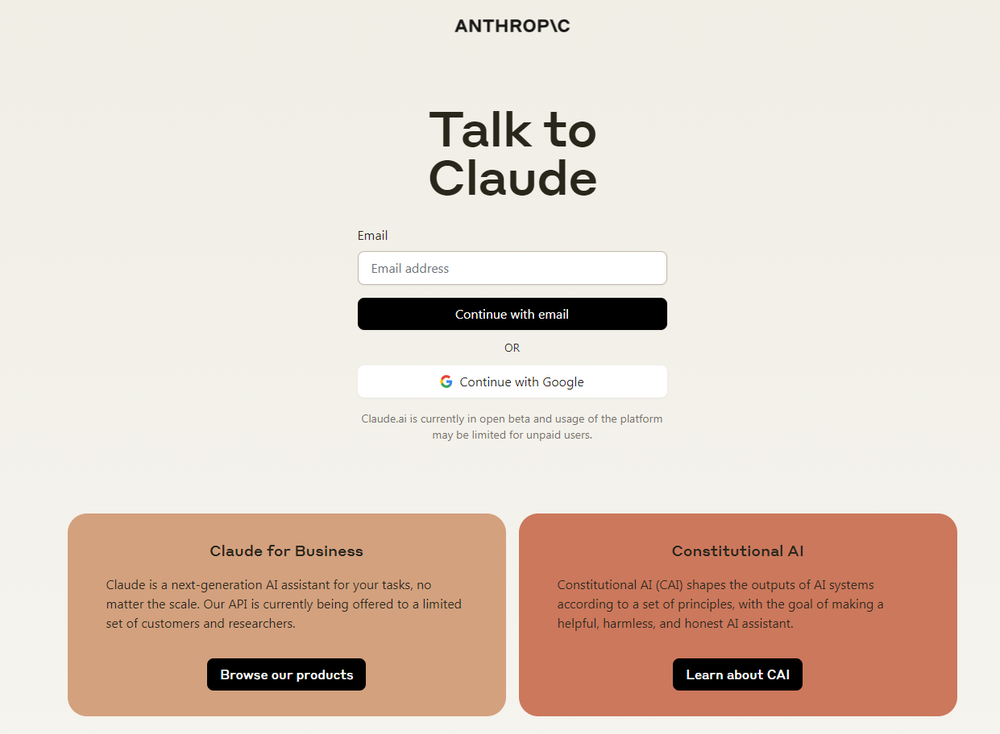 ANTHROP\C
Talk to
Claude
Email
Email address
Continue with email
OR
Continue with Google
Claude.ai is currently in open beta and usage of the platform
may be limited for unpaid users.
Claude for Business
Claude is a next-generation AI assistant for your tasks, no
matter the scale. Our API is currently being offered to a limited
set of customers and researchers.
Browse our products
Constitutional AI
Constitutional AI (CAI) shapes the outputs of AI systems
according to a set of principles, with the goal of making a
helpful, harmless, and honest AI assistant.
Learn about CAI